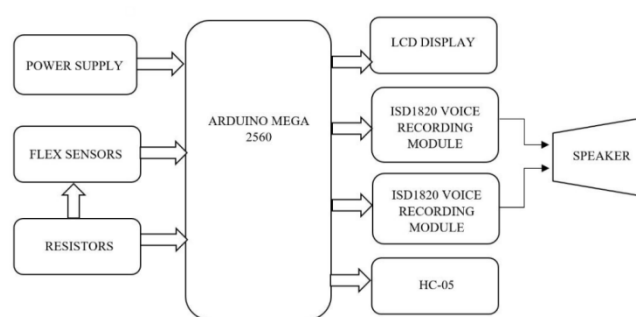 POWER SUPPLY
FLEX SENSORS
RESISTORS
ARDUINO MEGA
2560
LCD DISPLAY
ISD1820 VOICE
RECORDING
MODULE
ISD1820 VOICE
RECORDING
MODULE
HC-05
SPEAKER